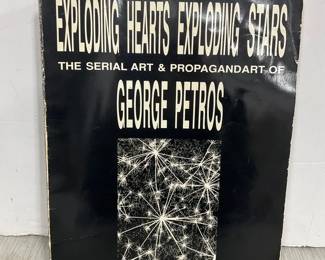 EXPLODING HEARTS EXPLODING STARS
THE SERIAL ART & PROPAGANDART OF
GEORGE PETROS